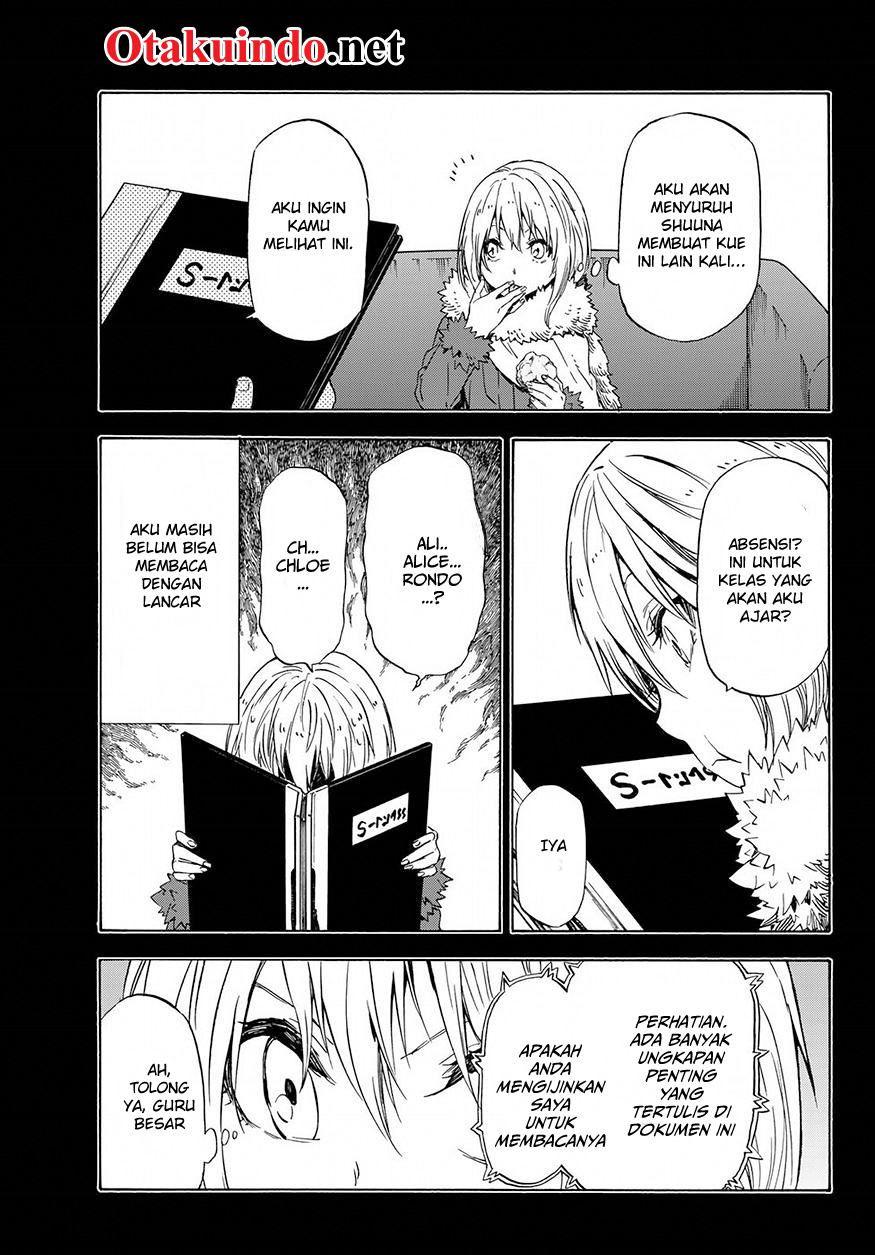 Otakuindo.net
AKU AKAN
MENYURUH
SHUUNA
MEMBUAT KUE
INI LAIN KALI...
AKU INGIN
KAMU
MELIHAT INI.
ABSENSI?
INI UNTUK
KELAS YANG
AKAN AKU
AJAR?
IYA
ALI..
ALICE...
RONDO
...?
CH...
CHLOE
...
AKU MASIH
BELUM BISA
MEMBACA
DENGAN
LANCAR
PERHATIAN.
ADA BANYAK
UNGKAPAN
PENTING
YANG
TERTULIS DI
DOKUMEN INI
APAKAH
ANDA
MENGIJINKAN
SAYA
UNTUK
MEMBACANYA
AH,
TOLONG
YA, GURU
BESAR